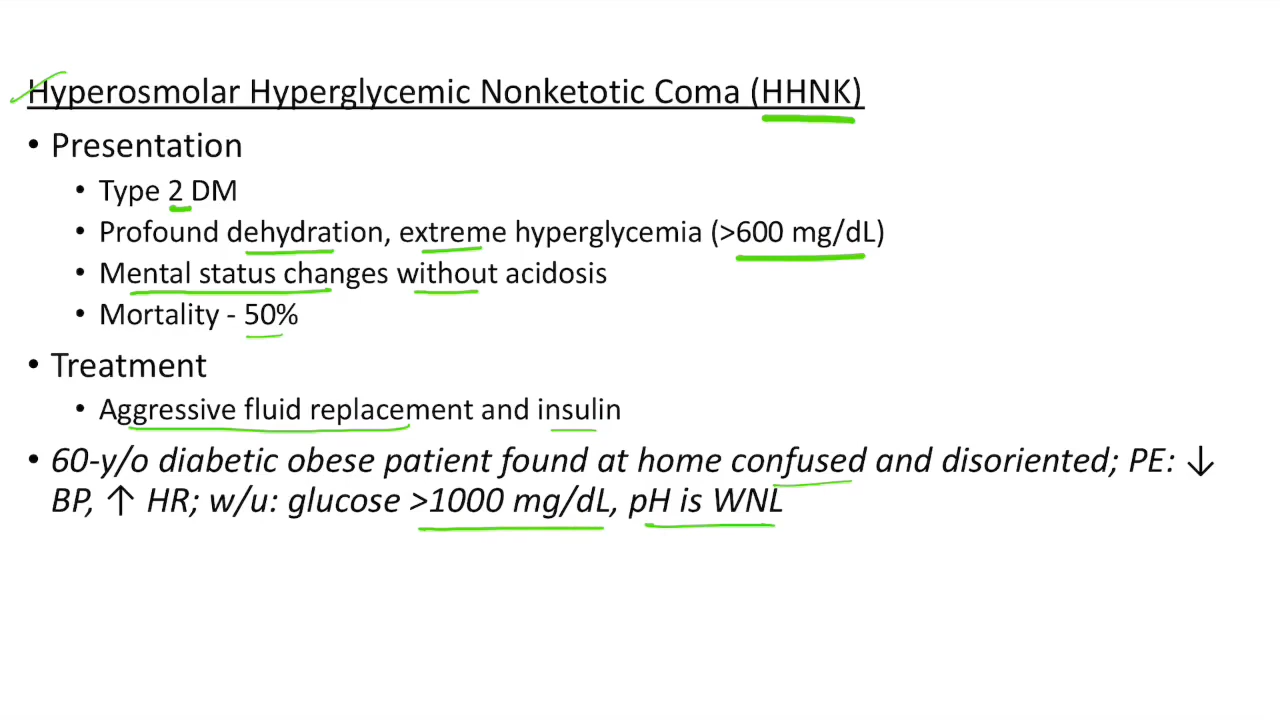 Hyperosmolar Hyperglycemic Nonketotic Coma (HHNK)
• Presentation
• Type 2 DM
• Profound dehydration, extreme hyperglycemia (>600 mg/dL)
• Mental status changes without acidosis
• Mortality - 50%
• Treatment
• Aggressive fluid replacement and insulin
• 60-y/o diabetic obese patient found at home confused and disoriented; PE: ↓
BP, ↑ HR; w/u: glucose >1000 mg/dL, pH is WNL